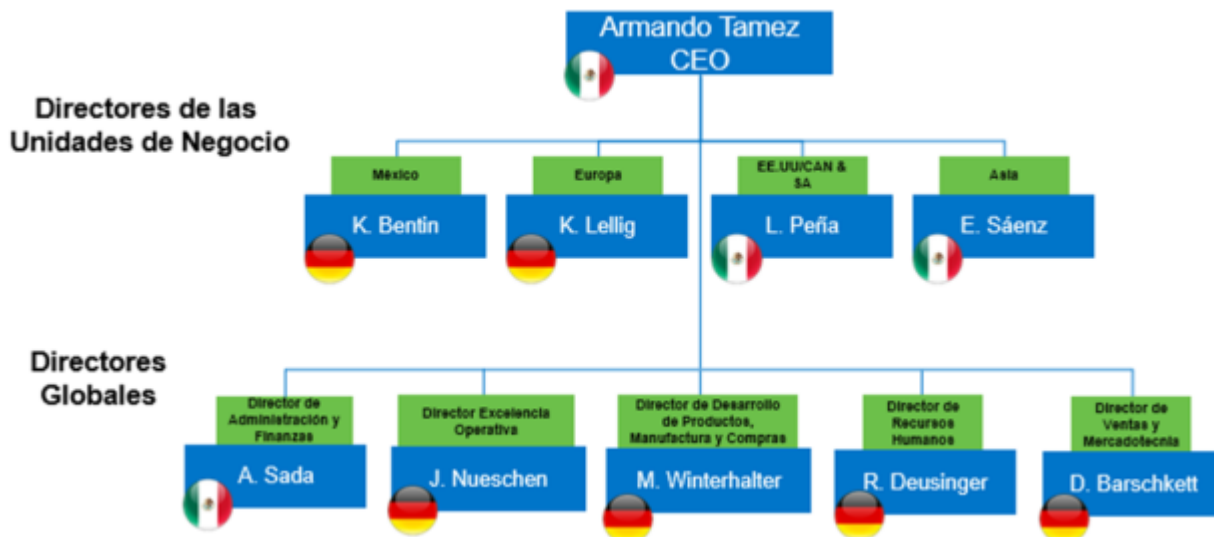 Armando Tamez
CEO
Directores de las
Unidades de Negocio
México
Europa
EE.UU/CAN &
SA
Asia
K. Bentin
K. Lellig
L. Peña
E. Sáenz
Directores
Globales
Director de
Administración y
Finanzas
Director Excelencia
Operativa
Director de Desarrollo
de Productos,
Manufactura y Compras
Director de
Recursos
Humanos
Director de
Ventas y
Mercadotecnia
A. Sada
J. Nueschen
M. Winterhalter
R. Deusinger
D. Barschkett